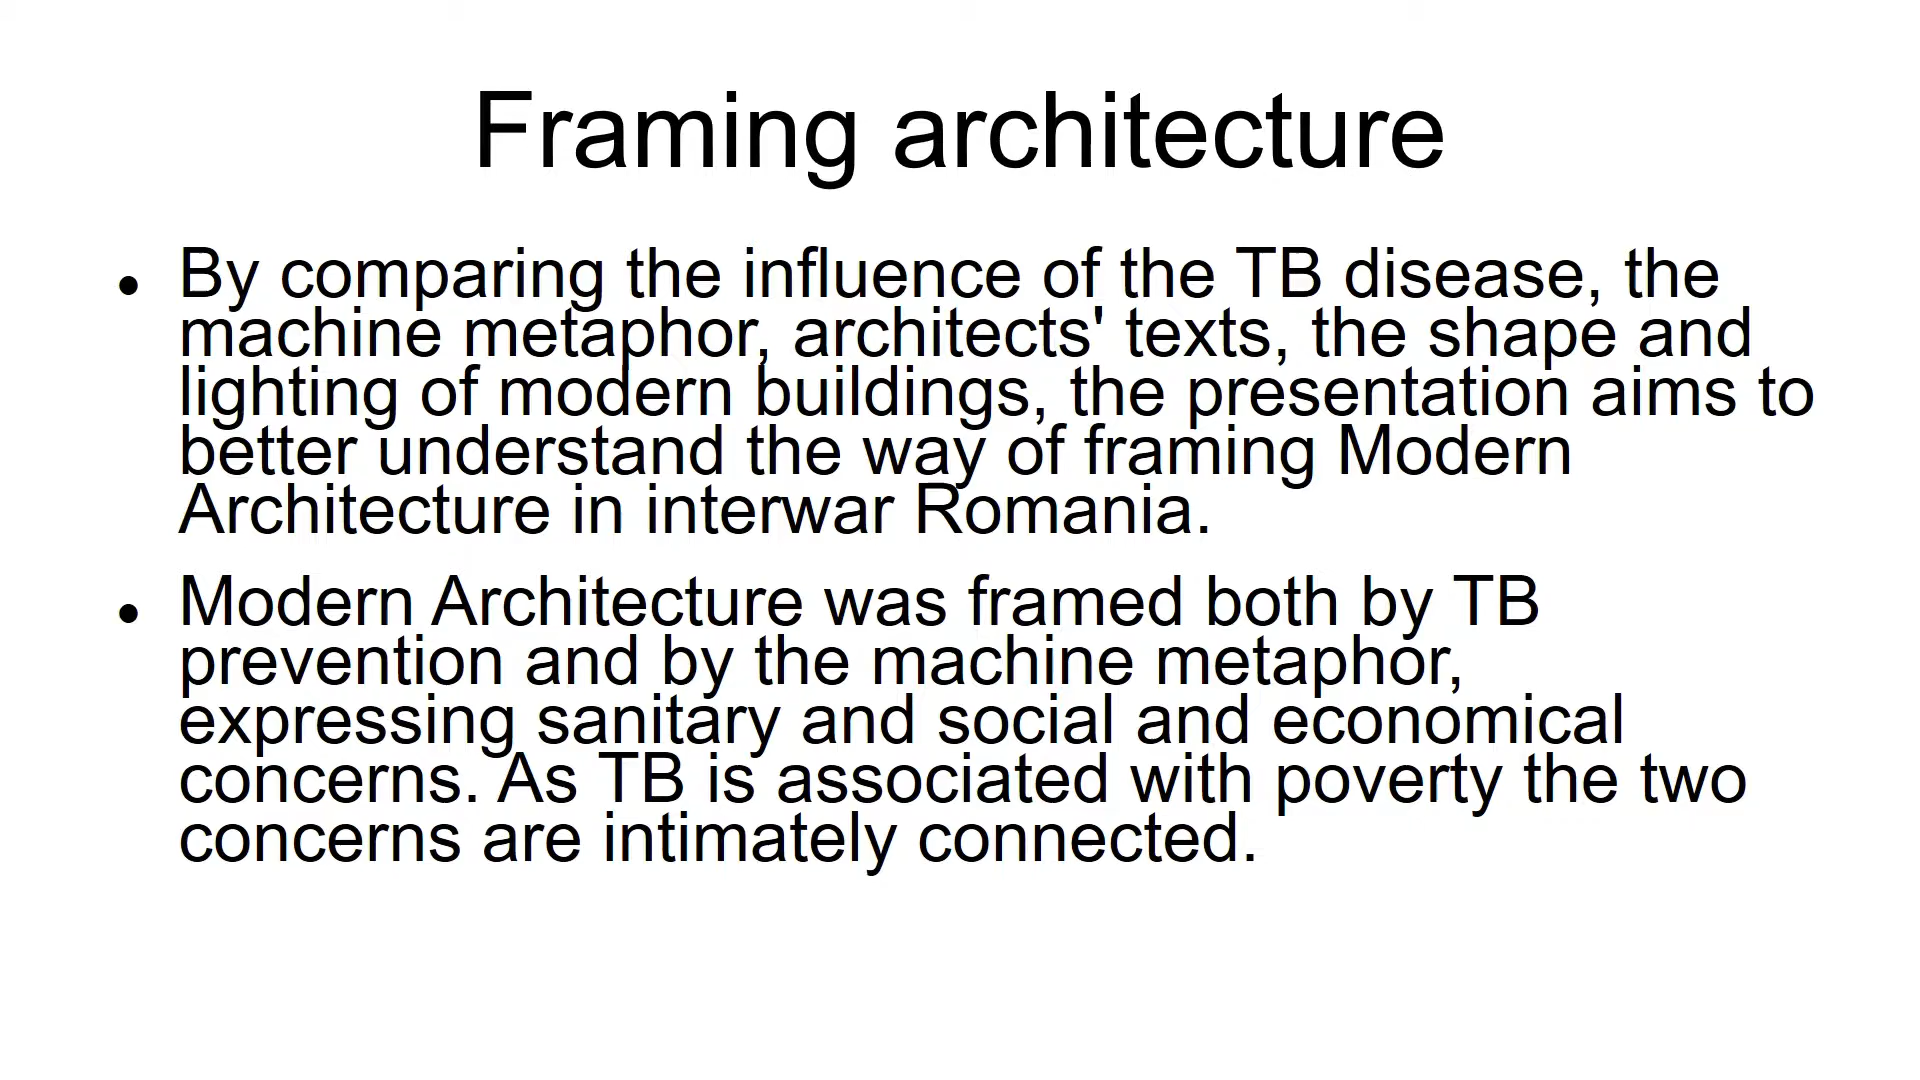 Framing architecture
• By comparing the influence of the TB disease, the
machine metaphor, architects' texts, the shape and
lighting of modern buildings, the presentation aims to
better understand the way of framing Modern
Architecture in interwar Romania.
• Modern Architecture was framed both by TB
prevention and by the machine metaphor,
expressing sanitary and social and economical
concerns. As TB is associated with poverty the two
concerns are intimately connected.